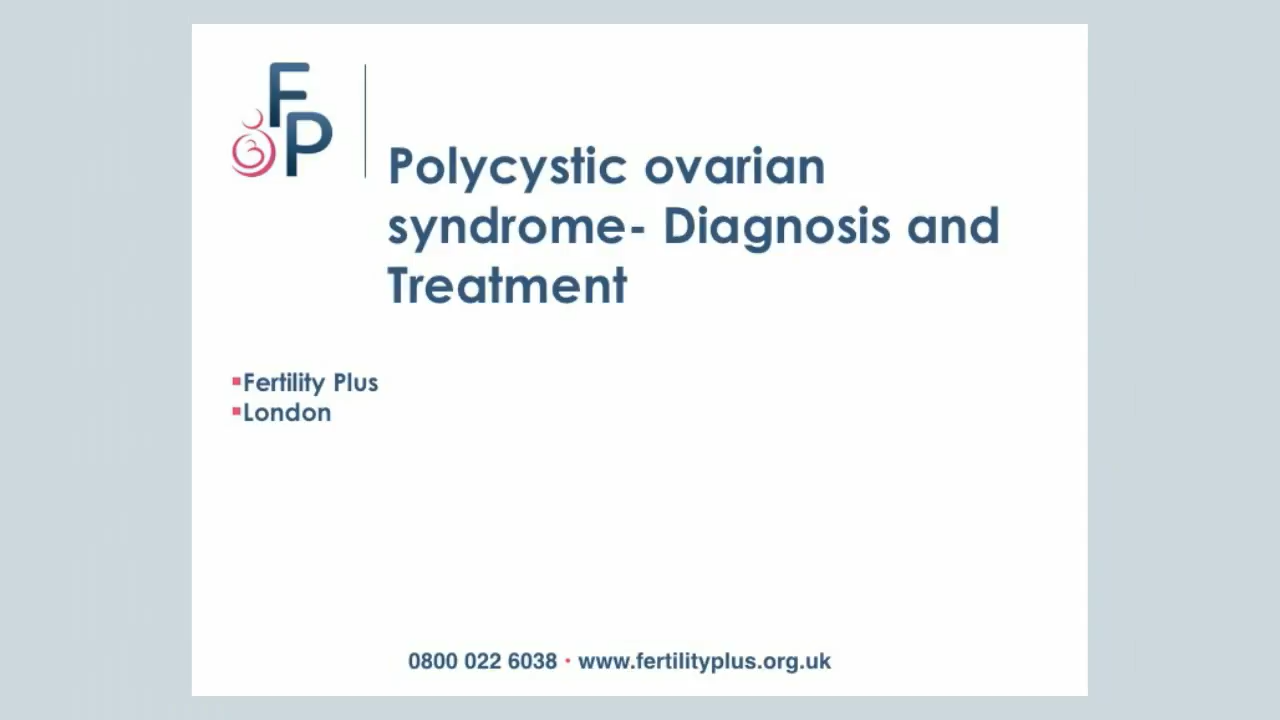 FP
Polycystic ovarian
syndrome- Diagnosis and
Treatment
▪Fertility Plus
▪London
0800 022 6038 · www.fertilityplus.org.uk